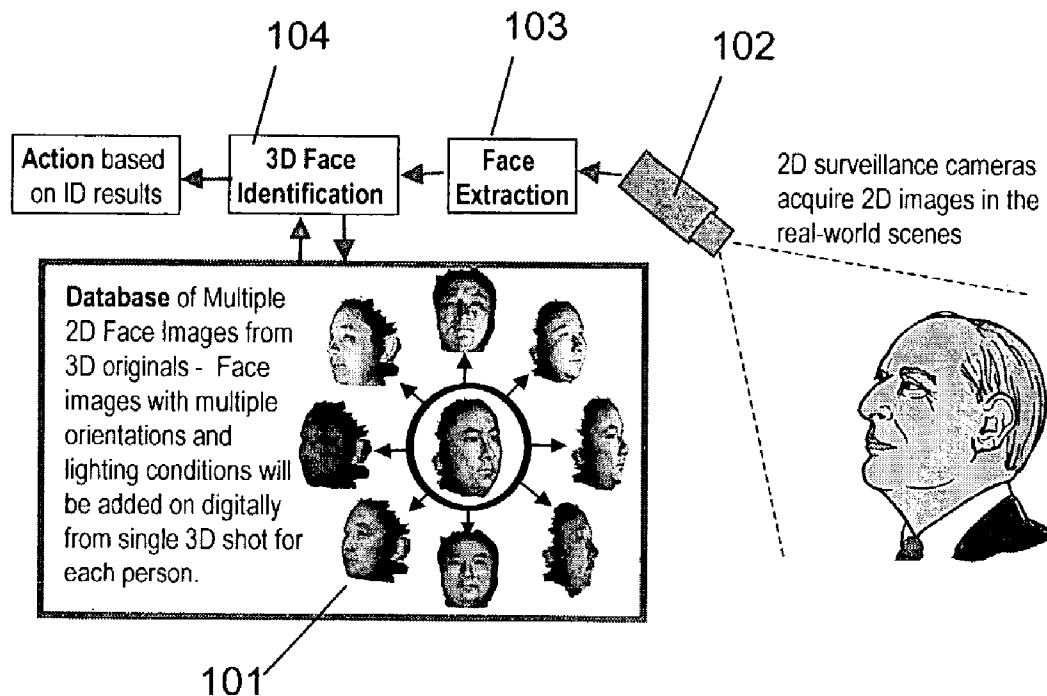 104
103
102
Action based
on ID results
3D Face
Identification
Face
Extraction
2D surveillance cameras
acquire 2D images in the
real-world scenes
Database of Multiple
2D Face Images from
3D originals - Face
images with multiple
orientations and
lighting conditions will
be added on digitally
from single 3D shot for
each person.
101